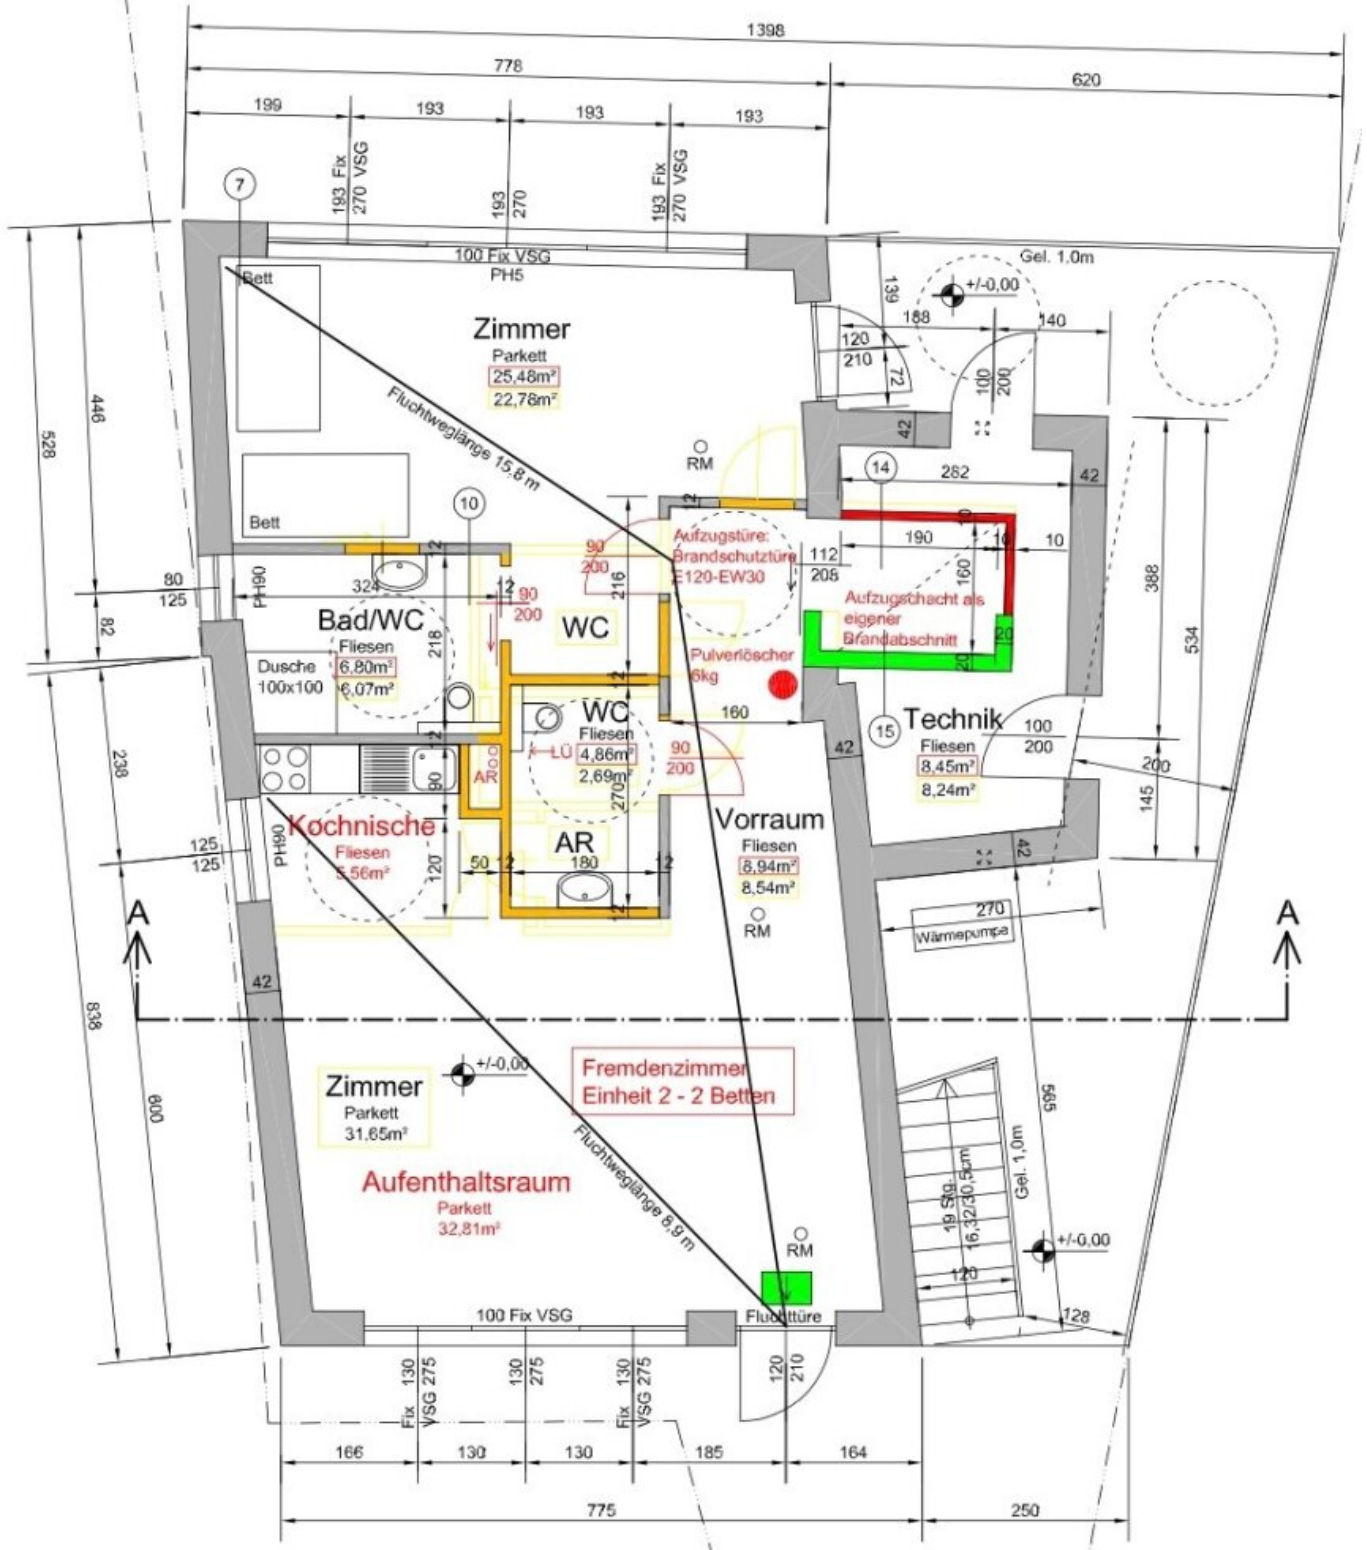 1398
778
620
199
193
193
193
193 Fix
270 VSG
193
270
193 Fix
270 VSG
7
100 Fix VSG
PH5
Gel. 1,0m
Bett
Zimmer
Parkett
25,48m²
22,78m²
139
+/-0,00
188
140
120
210
72
100
200
446
528
Fluchtweglänge 15,8 m
RM
42
14
282
42
Bett
10
12
Aufzugstüre:
Brandschutztüre
E120-EW30
90
200
216
112
208
190
10
10
10
160
388
534
80
125
82
PH90
324
12
12
90
200
Bad/WC
Fliesen
6,80m²
6,07m²
218
WC
Aufzugschacht als
eigener
Brandabschnitt
20
20
Dusche
100x100
Pulverlöscher
6kg
12
12
WC
Fliesen
4,86m²
2,69m²
LÜ
160
90
200
15
Technik
Fliesen
8,45m²
8,24m²
100
200
200
42
238
AR
90
270
145
125
125
PH90
Kochnische
Fliesen
5,56m²
120
50
12
AR
180
12
12
Vorraum
Fliesen
8,94m²
8,54m²
RM
42
270
Wärmepumpe
A
A
42
838
600
Zimmer
Parkett
31,65m²
+/-0,00
Fremdenzimmer
Einheit 2 - 2 Betten
565
Gel. 1,0m
19 Stg.
16,32/30,5cm
Aufenthaltsraum
Parkett
32,81m²
Fluchtweglänge 8,9 m
RM
+/-0,00
120
128
100 Fix VSG
Fluchttüre
130
275
Fix
VSG
130
275
130
275
Fix
VSG
120
210
166
130
130
185
164
775
250